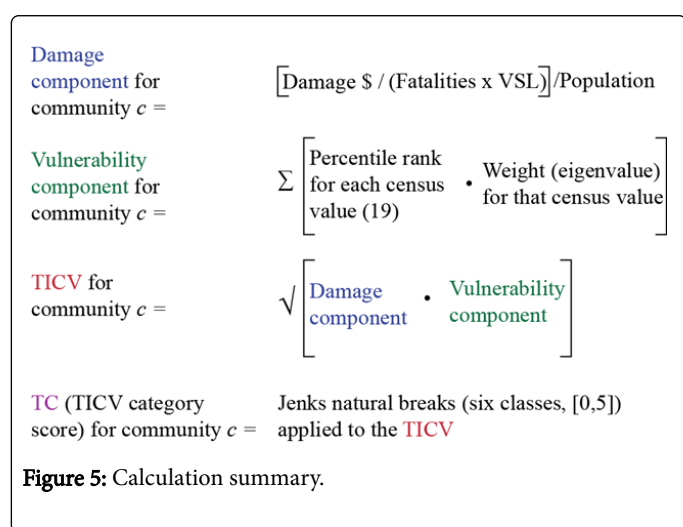 Damage
component for
community c =
[Damage $ / (Fatalities x VSL)]/Population
Vulnerability
component for
community c =
Σ [Percentile rank
for each census
value (19)
• Weight (eigenvalue)
for that census value]
TICV for
community c =
√ [Damage
component
• Vulnerability
component]
TC (TICV category
score) for community c =
Jenks natural breaks (six classes, [0,5])
applied to the TICV
Figure 5: Calculation summary.